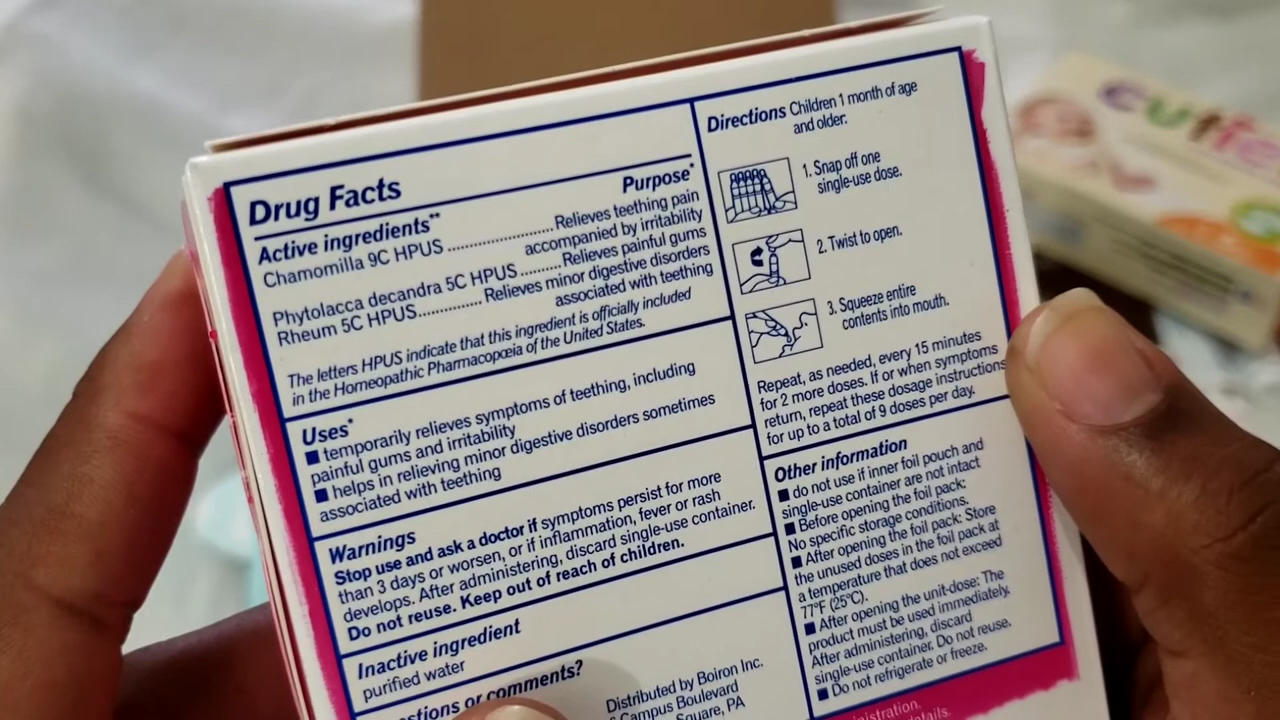 Drug Facts
Active ingredients**
Purpose*
Chamomilla 9C HPUS ........................Relieves teething pain
accompanied by irritability
Phytolacca decandra 5C HPUS ..........Relieves painful gums
Rheum 5C HPUS............... Relieves minor digestive disorders
associated with teething
The letters HPUS indicate that this ingredient is officially included
in the Homeopathic Pharmacopœia of the United States.
Uses*
■ temporarily relieves symptoms of teething, including
painful gums and irritability
■ helps in relieving minor digestive disorders sometimes
associated with teething
Warnings
Stop use and ask a doctor if symptoms persist for more
than 3 days or worsen, or if inflammation, fever or rash
develops. After administering, discard single-use container.
Do not reuse. Keep out of reach of children.
Inactive ingredient
purified water
or comments?
Distributed by Boiron Inc.
Campus Boulevard
Square, PA
Directions Children 1 month of age
and older:
1. Snap off one
single-use dose.
2. Twist to open.
3. Squeeze entire
contents into mouth.
Repeat, as needed, every 15 minutes
for 2 more doses. If or when symptoms
return, repeat these dosage instructions
for up to a total of 9 doses per day.
Other information
■ do not use if inner foil pouch and
single-use container are not intact
■ Before opening the foil pack:
No specific storage conditions.
■ After opening the foil pack: Store
the unused doses in the foil pack at
a temperature that does not exceed
77°F (25°C).
■ After opening the unit-dose: The
product must be used immediately.
After administering, discard
single-use container. Do not reuse.
■ Do not refrigerate or freeze.